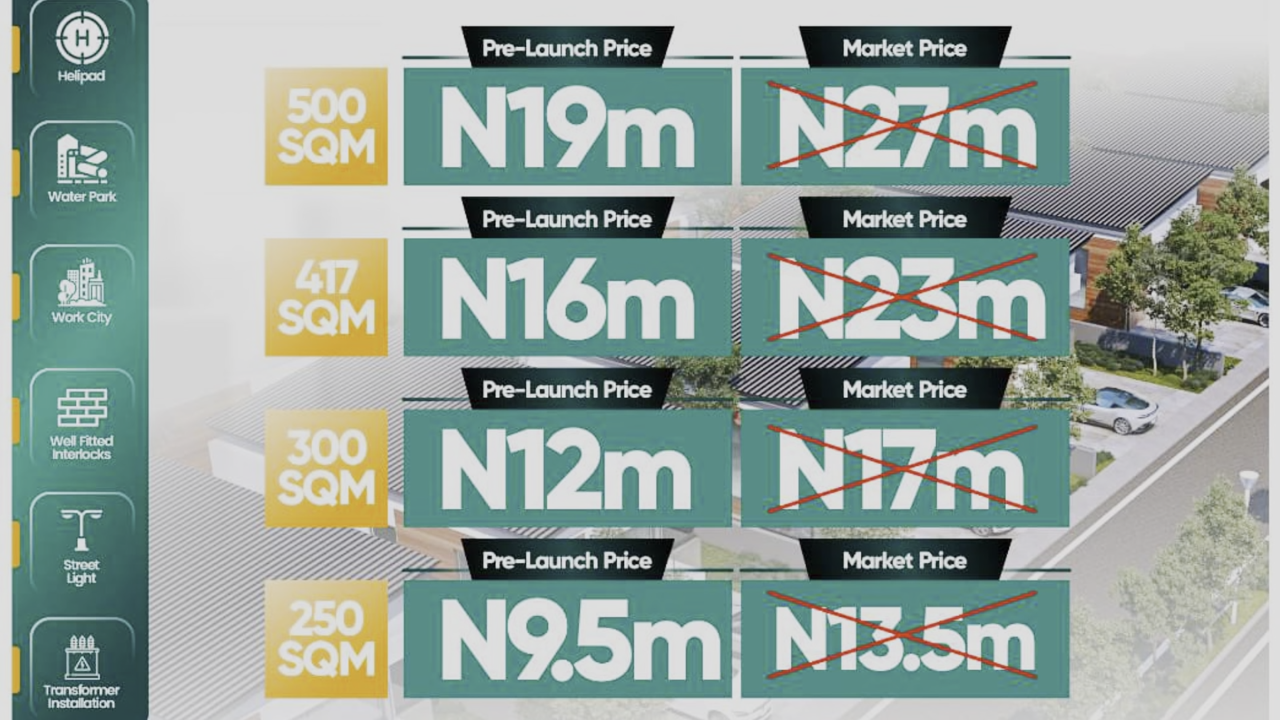 H
Helipad
Water Park
Work City
Well Fitted
Interlocks
Street
Light
Transformer
Installation
Pre-Launch Price
Market Price
500
SQM
N19m
N27m
Pre-Launch Price
Market Price
417
SQM
N16m
N23m
Pre-Launch Price
Market Price
300
SQM
N12m
N17m
Pre-Launch Price
Market Price
250
SQM
N9.5m
N13.5m